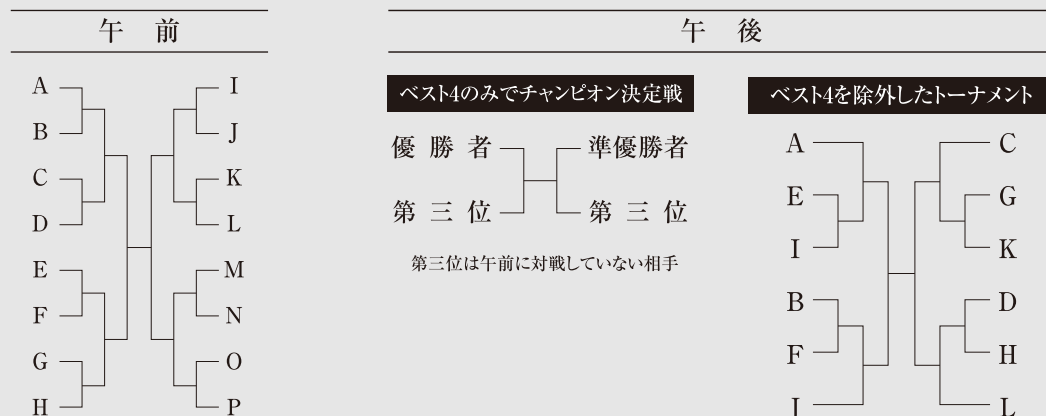 午 前
A
B
C
D
E
F
G
H
I
J
K
L
M
N
O
P
午 後
ベスト4のみでチャンピオン決定戦
優 勝 者
準優勝者
第 三 位
第 三 位
第三位は午前に対戦していない相手
ベスト4を除外したトーナメント
A
E
I
B
F
J
C
G
K
D
H
L